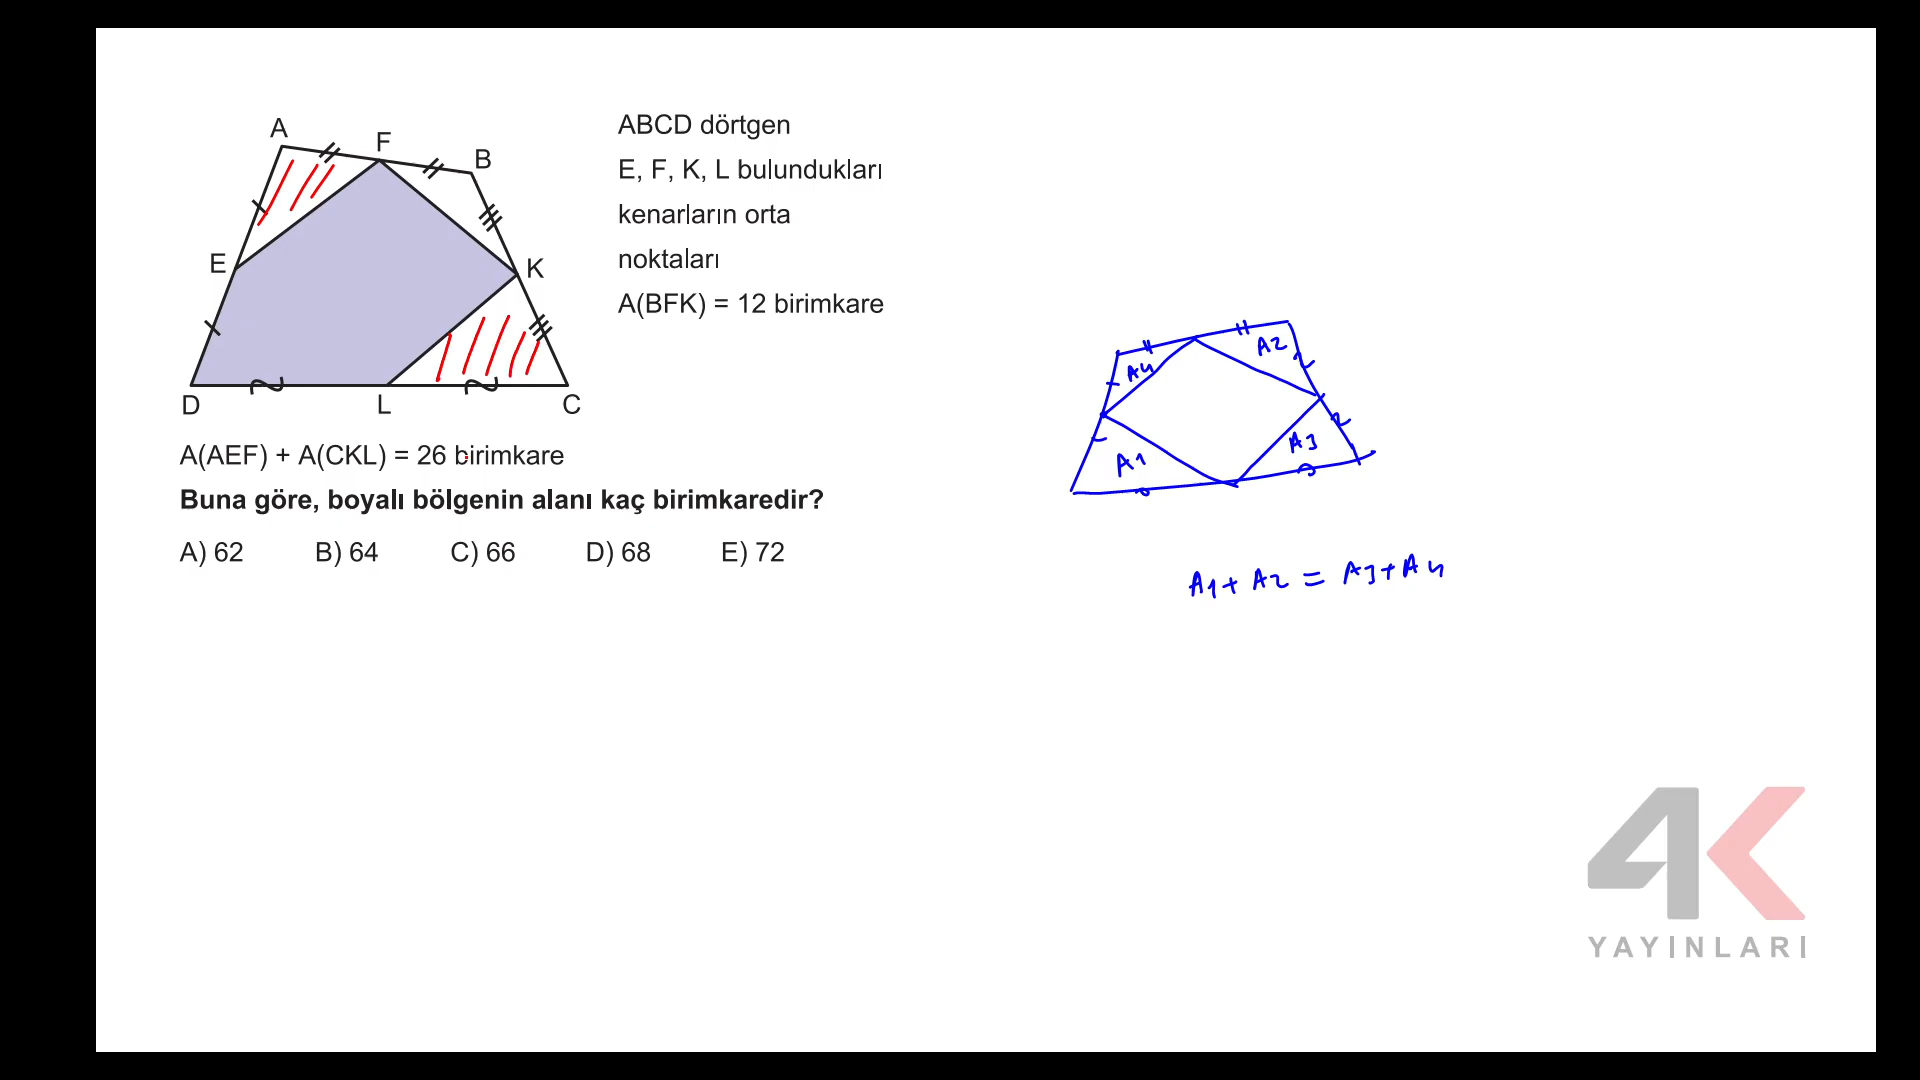 A
F
B
E
K
D
L
C
ABCD dörtgen
E, F, K, L bulundukları
kenarların orta
noktaları
A(BFK) = 12 birimkare
A(AEF) + A(CKL) = 26 birimkare
Buna göre, boyalı bölgenin alanı kaç birimkaredir?
A) 62 B) 64 C) 66 D) 68 E) 72
A4
A2
A1
A3
A1+A2 = A3+A4
4K
YAYINLARI